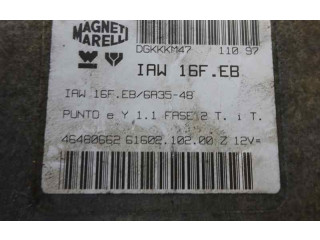 MAGNETI
MARELLI
DGKKKM47 110 97
IAW 16F.EB
IAW 16F.EB/6A35-48
PUNTO e Y 1.1 FASE 2 T. i T.
46480662 61602.102.00 Z 12V=